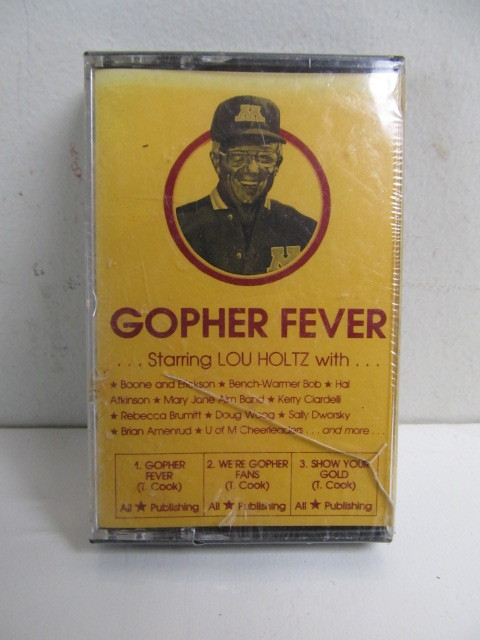 M
M
GOPHER FEVER
. . . Starring LOU HOLTZ with . . .
★ Boone and Erickson ★ Bench-Warmer Bob ★ Hal
Atkinson ★ Mary Jane Alm Band ★ Kerry Ciardelli
★ Rebecca Brumitt ★ Doug Wong ★ Sally Dworsky
★ Brian Amenrud ★ U of M Cheerleaders . . . and more . . .
1. GOPHER FEVER (T. Cook) All ★ Publishing
2. WE'RE GOPHER FANS (T. Cook) All ★ Publishing
3. SHOW YOUR GOLD (T. Cook) All ★ Publishing